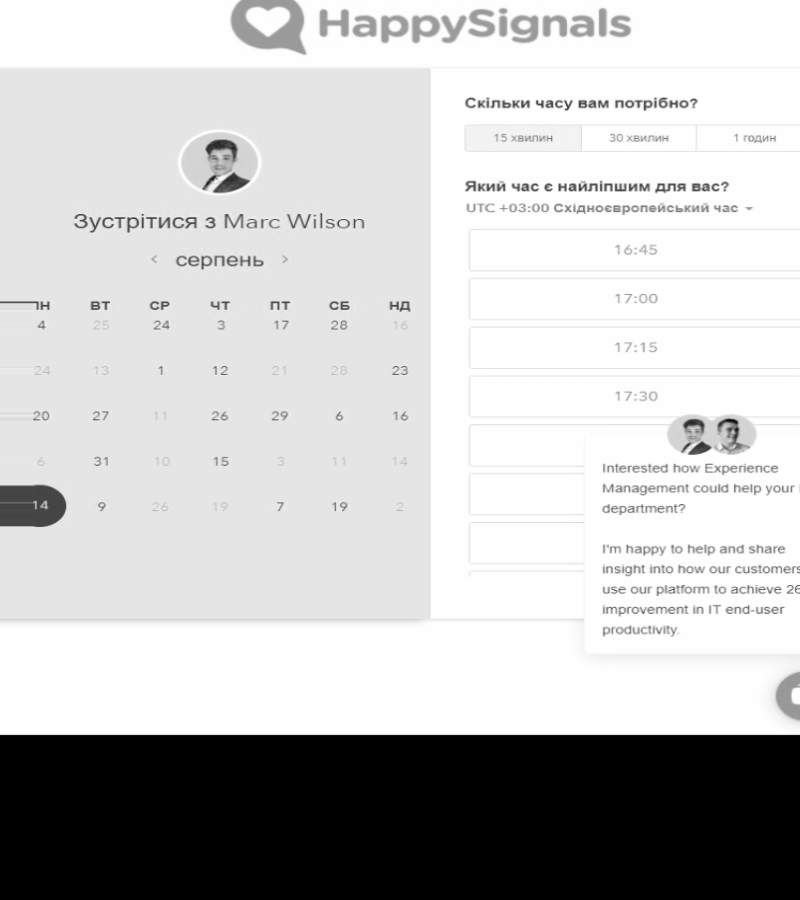 HappySignals
Зустрітися з Marc Wilson
серпень
ПН ВТ СР ЧТ ПТ СБ НД
4 25 24 3 17 28 16
24 13 1 12 21 28 23
20 27 11 26 29 6 16
6 31 10 15 3 11 14
14 9 26 19 7 19 2
Скільки часу вам потрібно?
15 хвилин 30 хвилин 1 годин
Який час є найліпшим для вас?
UTC +03:00 Східноєвропейський час
16:45
17:00
17:15
17:30
Interested how Experience
Management could help your
department?
I'm happy to help and share
insight into how our customers
use our platform to achieve 26
improvement in IT end-user
productivity.